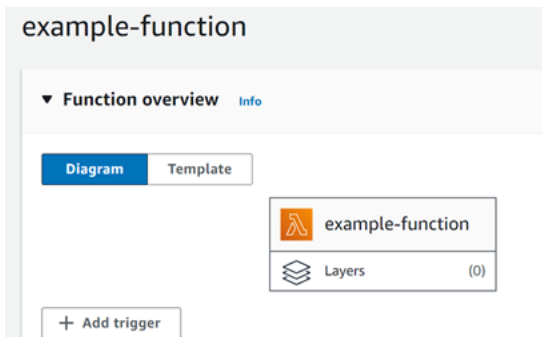 example-function
Function overview Info
Diagram Template
example-function
Layers (0)
+ Add trigger